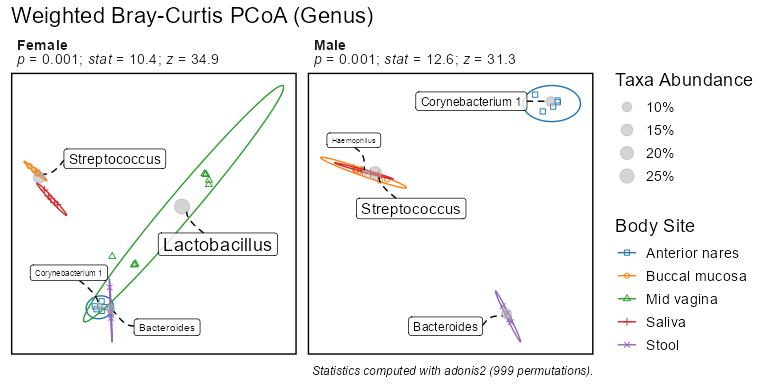 Weighted Bray-Curtis PCoA (Genus)
Female
p = 0.001; stat = 10.4; z = 34.9
Streptococcus
Lactobacillus
Corynebacterium 1
Bacteroides
Male
p = 0.001; stat = 12.6; z = 31.3
Corynebacterium 1
Haemophilus
Streptococcus
Bacteroides
Taxa Abundance
10%
15%
20%
25%
Body Site
Anterior nares
Buccal mucosa
Mid vagina
Saliva
Stool
Statistics computed with adonis2 (999 permutations).